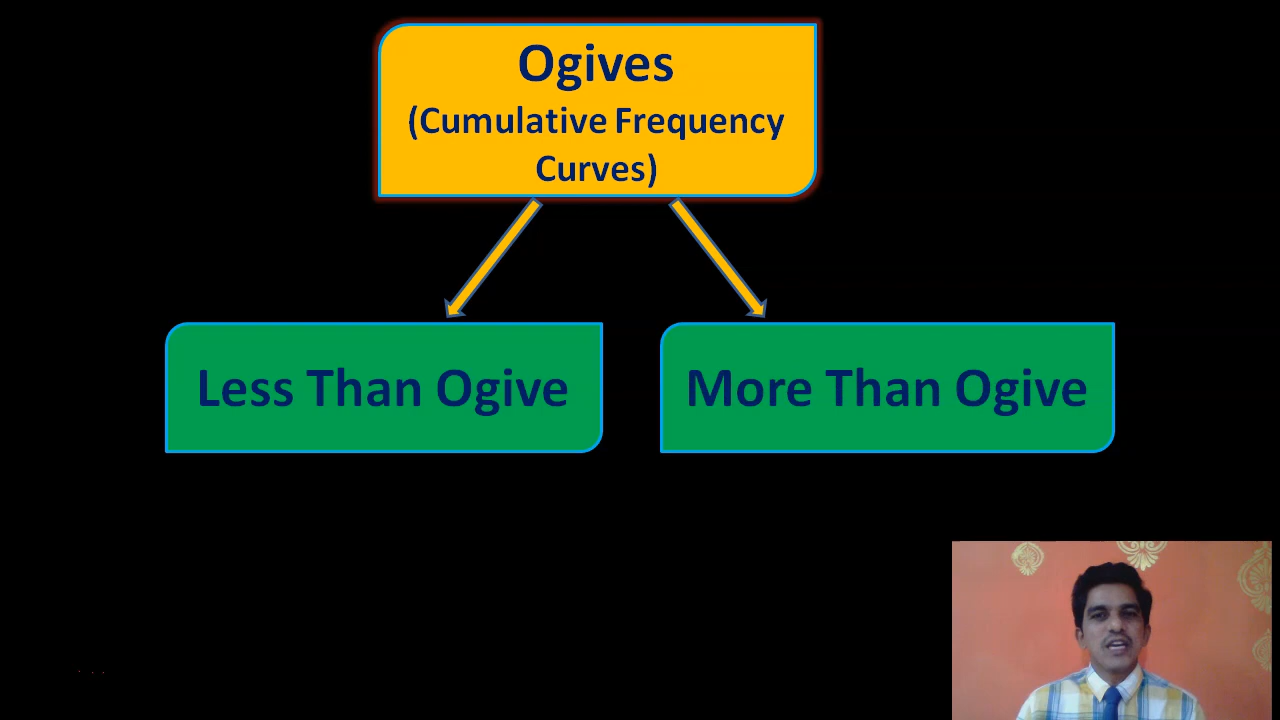 Ogives
(Cumulative Frequency
Curves)
Less Than Ogive
More Than Ogive